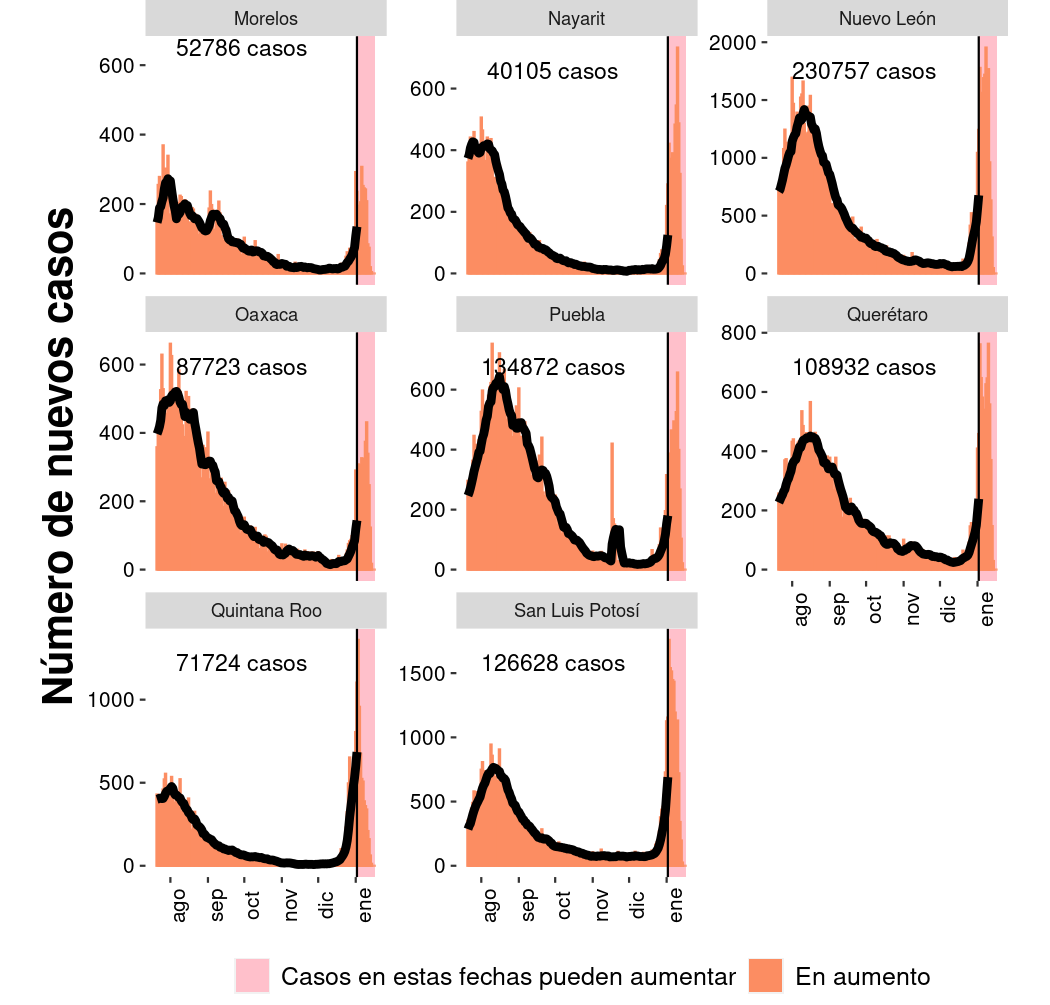 Número de nuevos casos
Morelos
52786 casos
600
400
200
0
Nayarit
40105 casos
600
400
200
0
Nuevo León
230757 casos
2000
1500
1000
500
0
Oaxaca
87723 casos
600
400
200
0
Puebla
134872 casos
600
400
200
0
Querétaro
108932 casos
800
600
400
200
0
ago sep oct nov dic ene
Quintana Roo
71724 casos
1000
500
0
ago sep oct nov dic ene
San Luis Potosí
126628 casos
1500
1000
500
0
ago sep oct nov dic ene
Casos en estas fechas pueden aumentar En aumento